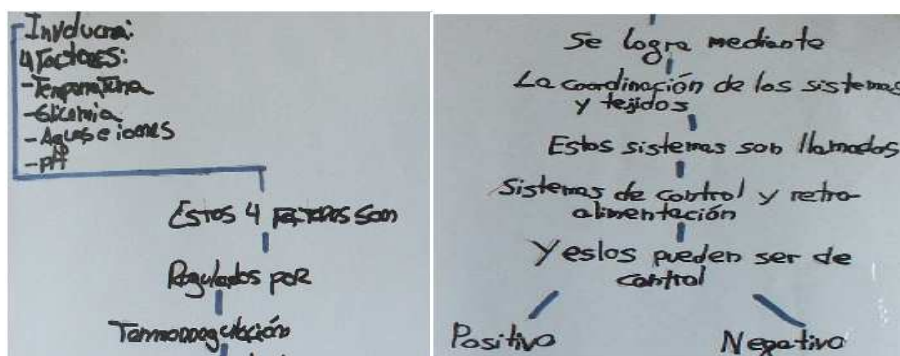 Involucra:
4 Factores:
- Temperatura
- Glicemia
- Agua e iones
- pH
Estos 4 Factores son
Regulados por
Termorregulación
Se logra mediante
La coordinación de los sistemas
y tejidos
Estos sistemas son llamados
Sistemas de control y retro-
alimentación
Y estos pueden ser de
control
Positivo
Negativo